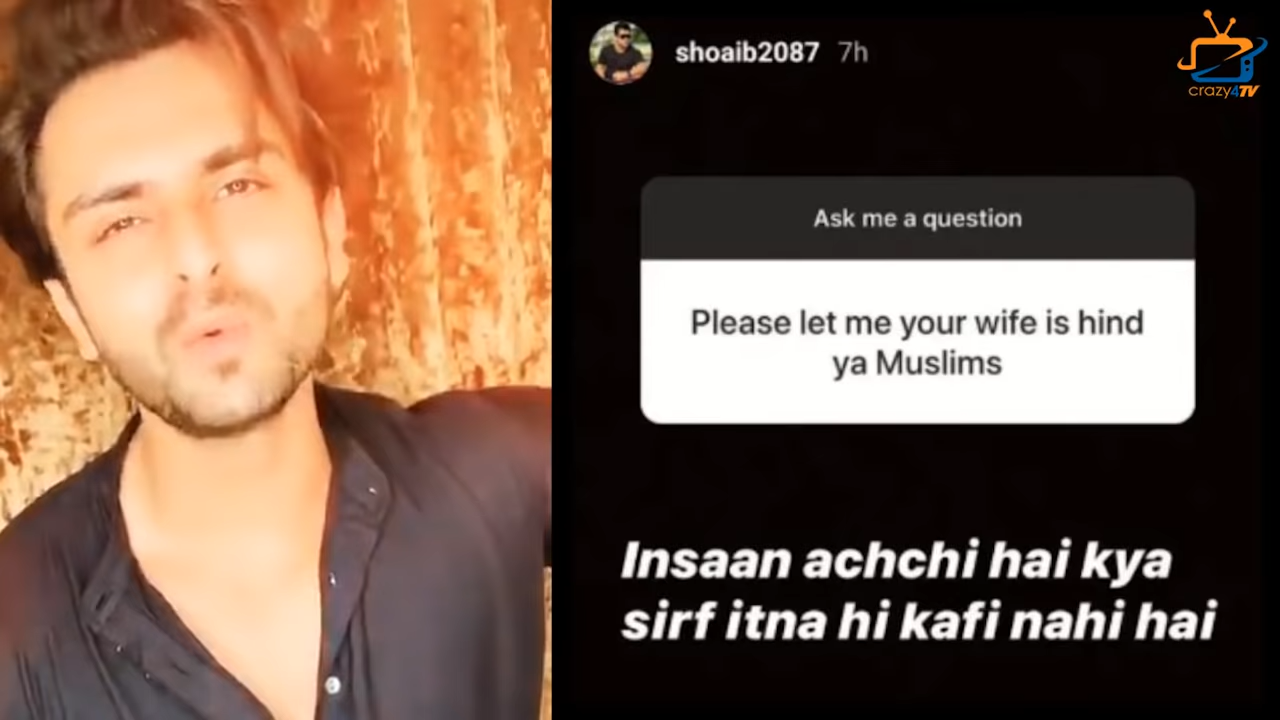 shoaib2087 7h
crazy4TV
Ask me a question
Please let me your wife is hind
ya Muslims
Insaan achchi hai kya
sirf itna hi kafi nahi hai